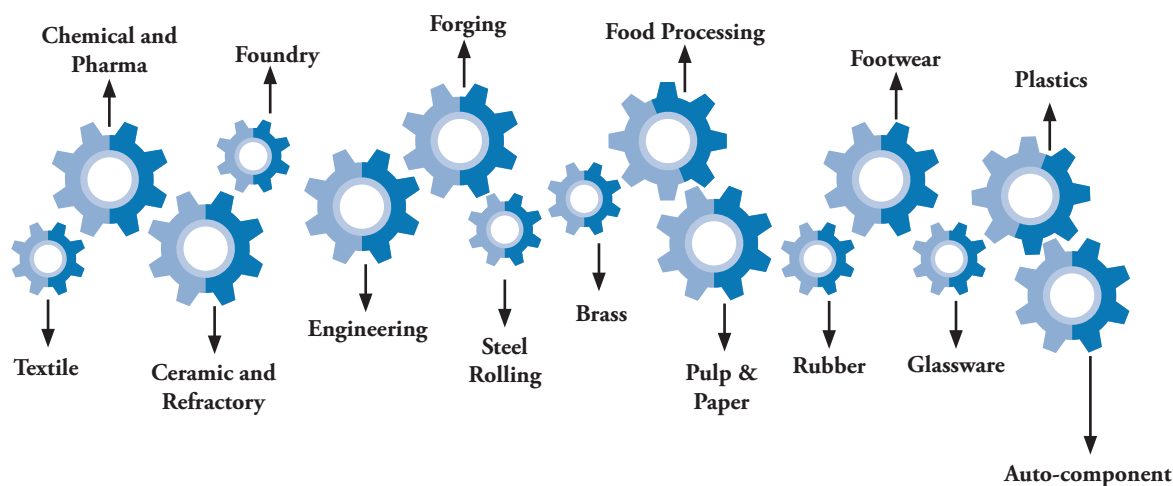 Chemical and
Pharma
Foundry
Forging
Food Processing
Footwear
Plastics
Textile
Ceramic and
Refractory
Engineering
Steel
Rolling
Brass
Pulp &
Paper
Rubber
Glassware
Auto-component